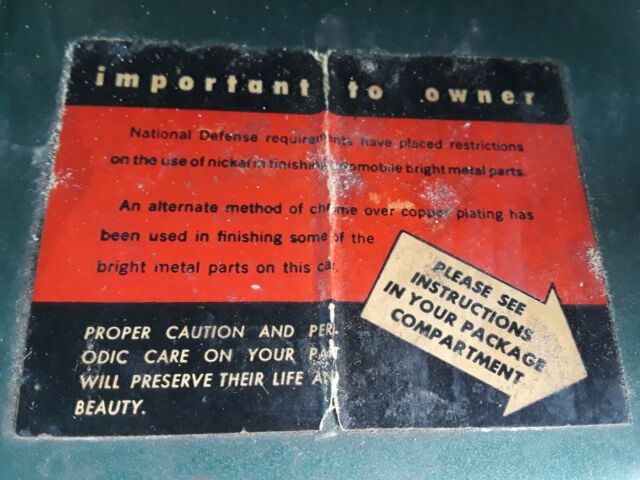 important to owner
National Defense requirements have placed restrictions
on the use of nickel in finishing automobile bright metal parts.
An alternate method of chrome over copper plating has
been used in finishing some of the
bright metal parts on this car.
PROPER CAUTION AND PERI-
ODIC CARE ON YOUR PART
WILL PRESERVE THEIR LIFE AND
BEAUTY.
PLEASE SEE
INSTRUCTIONS
IN YOUR PACKAGE
COMPARTMENT